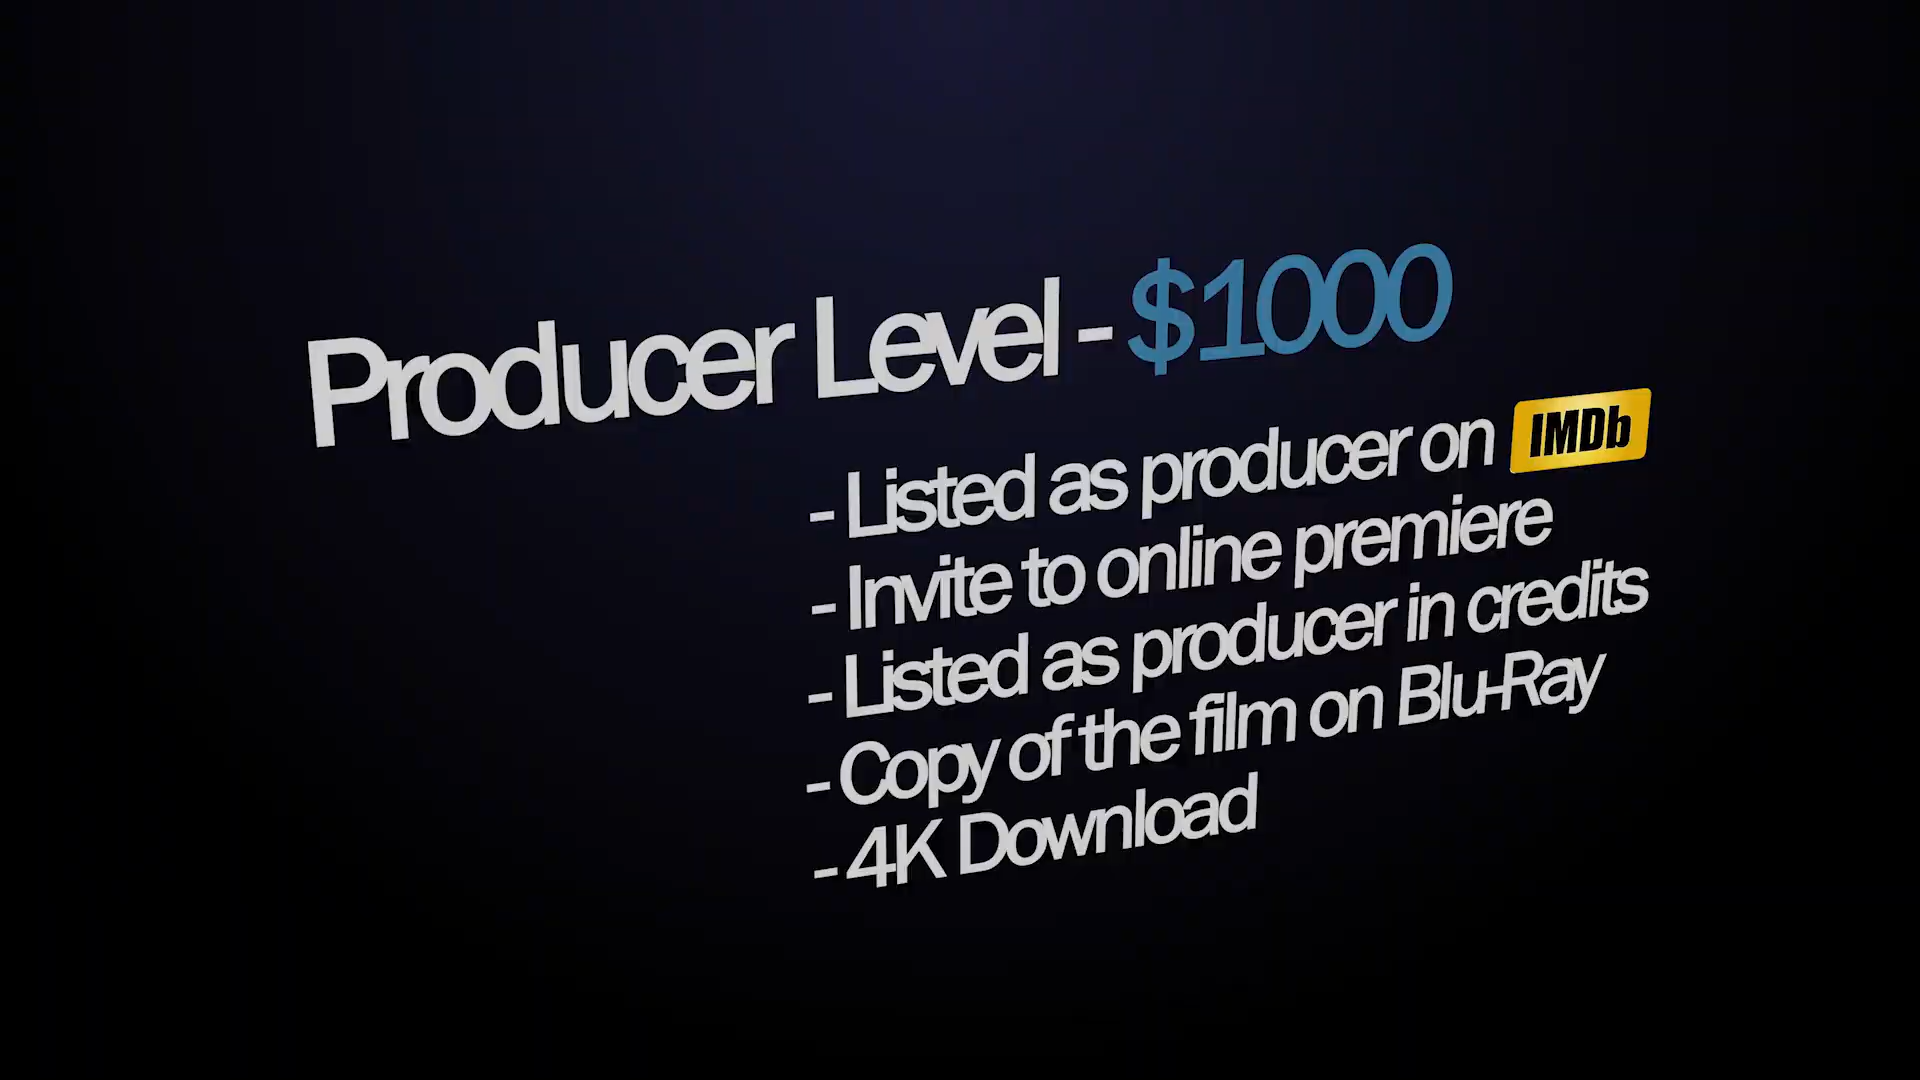 Producer Level - $1000
- Listed as producer on IMDb
- Invite to online premiere
- Listed as producer in credits
- Copy of the film on Blu-Ray
- 4K Download